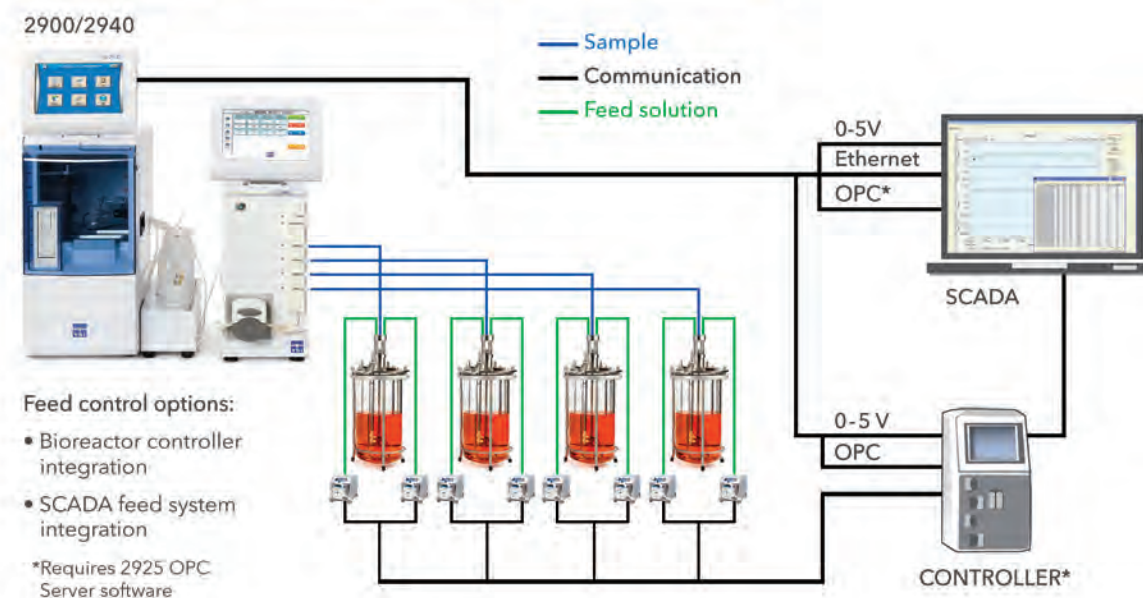 2900/2940
Sample
Communication
Feed solution
0-5V
Ethernet
OPC*
SCADA
Feed control options:
• Bioreactor controller
integration
• SCADA feed system
integration
*Requires 2925 OPC
Server software
0-5 V
OPC
CONTROLLER*